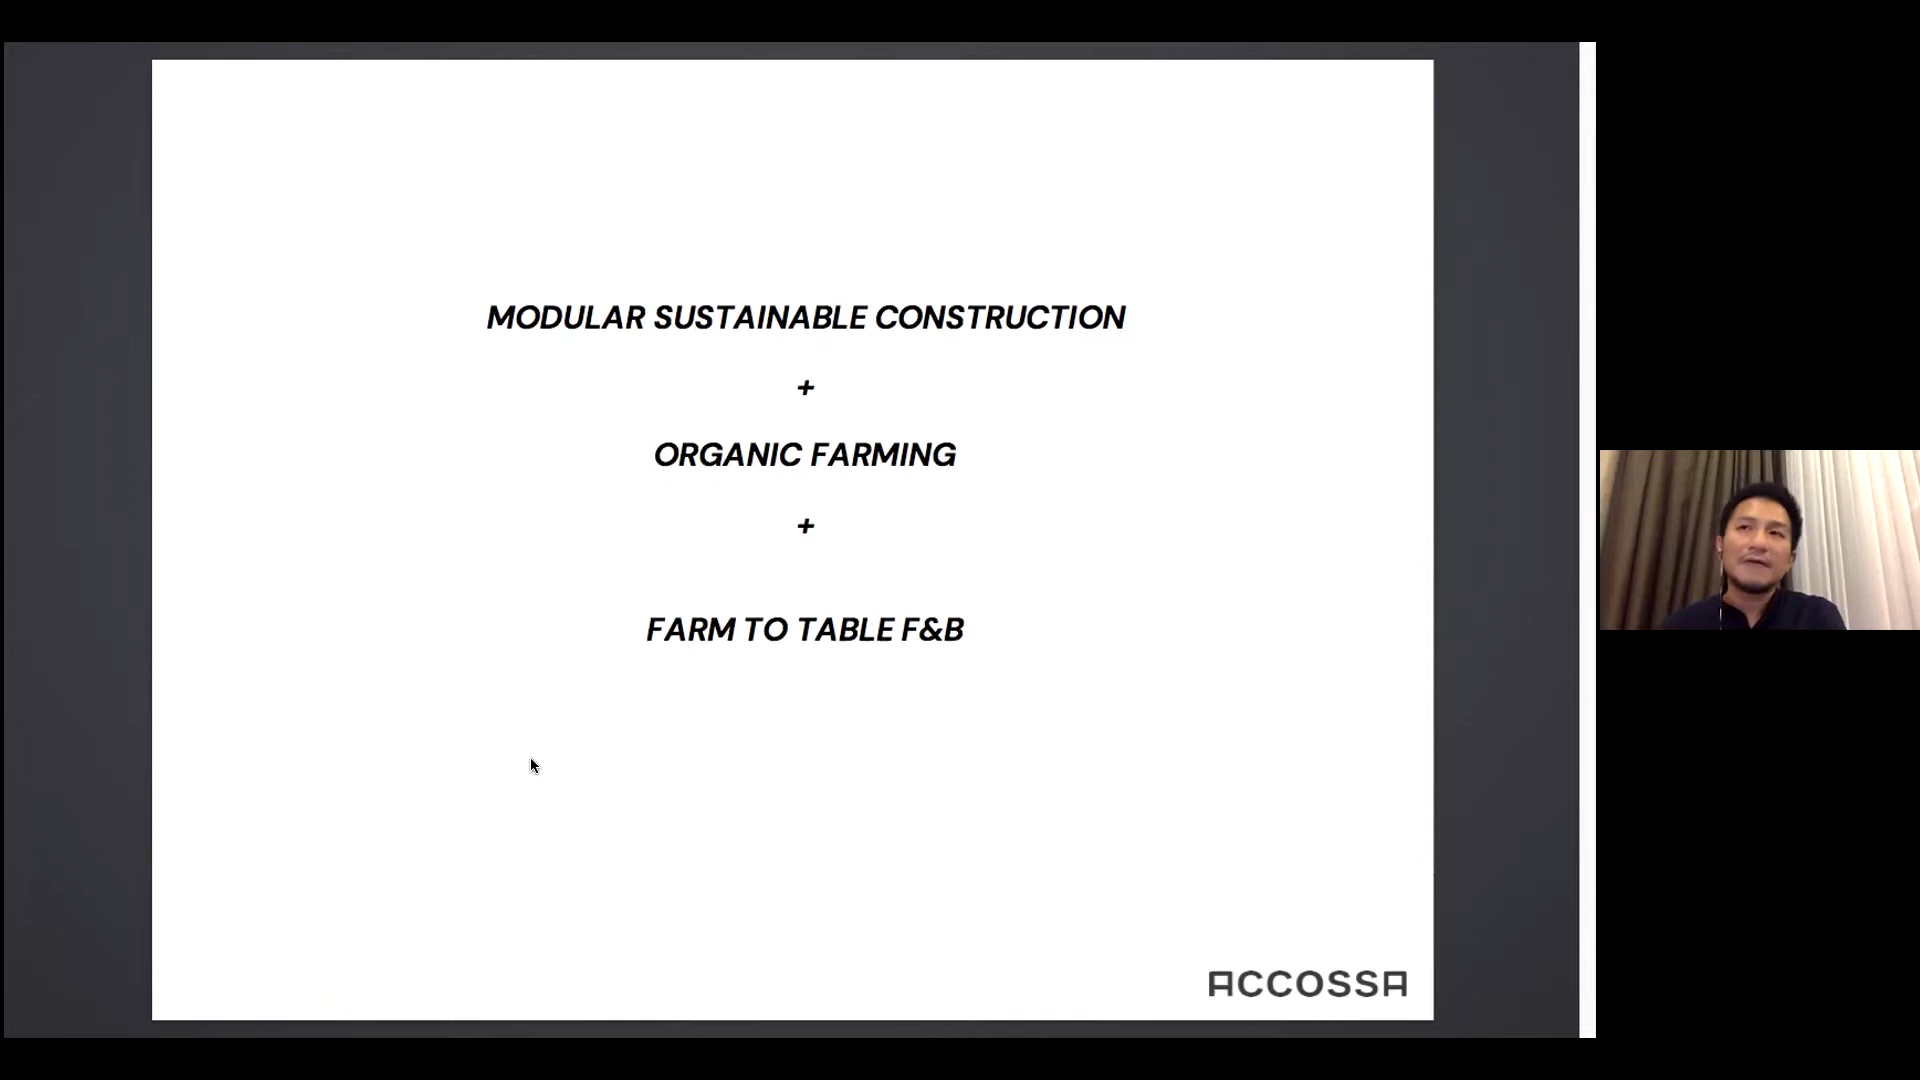 MODULAR SUSTAINABLE CONSTRUCTION
+
ORGANIC FARMING
+
FARM TO TABLE F&B
ACCOSSA